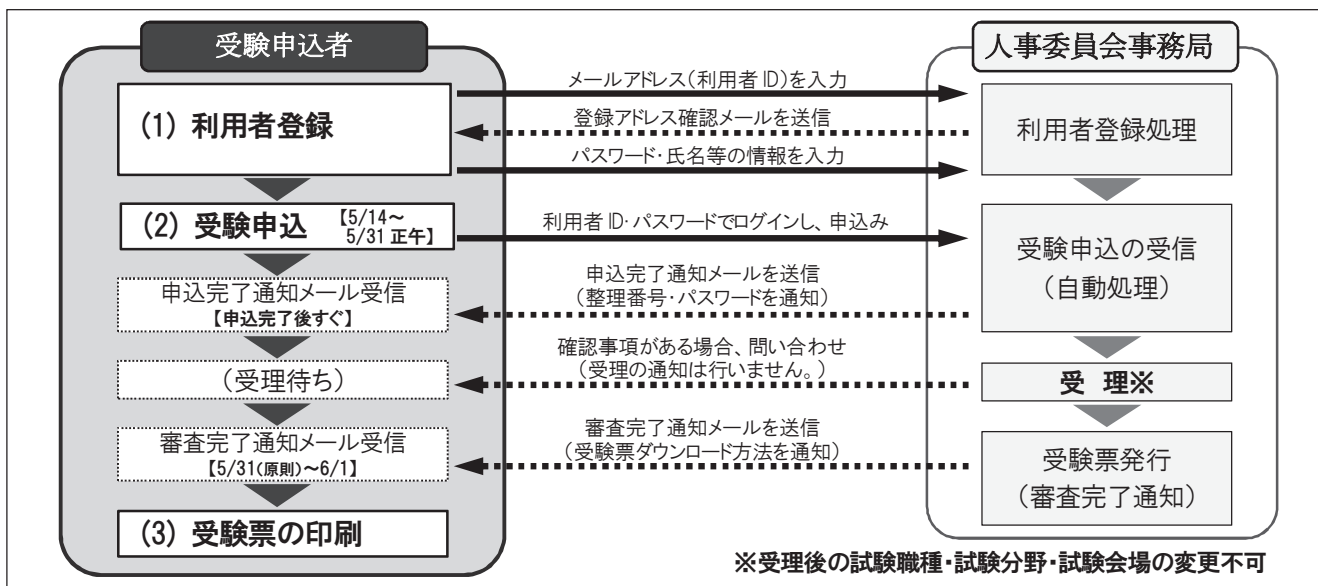 受験申込者
人事委員会事務局
メールアドレス(利用者ID)を入力
(1) 利用者登録
登録アドレス確認メールを送信
利用者登録処理
パスワード・氏名等の情報を入力
(2) 受験申込 【5/14～
5/31 正午】
利用者ID・パスワードでログインし、申込み
受験申込の受信
(自動処理)
申込完了通知メール受信
【申込完了後すぐ】
申込完了通知メールを送信
(整理番号・パスワードを通知)
(受理待ち)
確認事項がある場合、問い合わせ
(受理の通知は行いません。)
受 理※
審査完了通知メール受信
【5/31(原則)～6/1】
審査完了通知メールを送信
(受験票ダウンロード方法を通知)
受験票発行
(審査完了通知)
(3) 受験票の印刷
※受理後の試験職種・試験分野・試験会場の変更不可